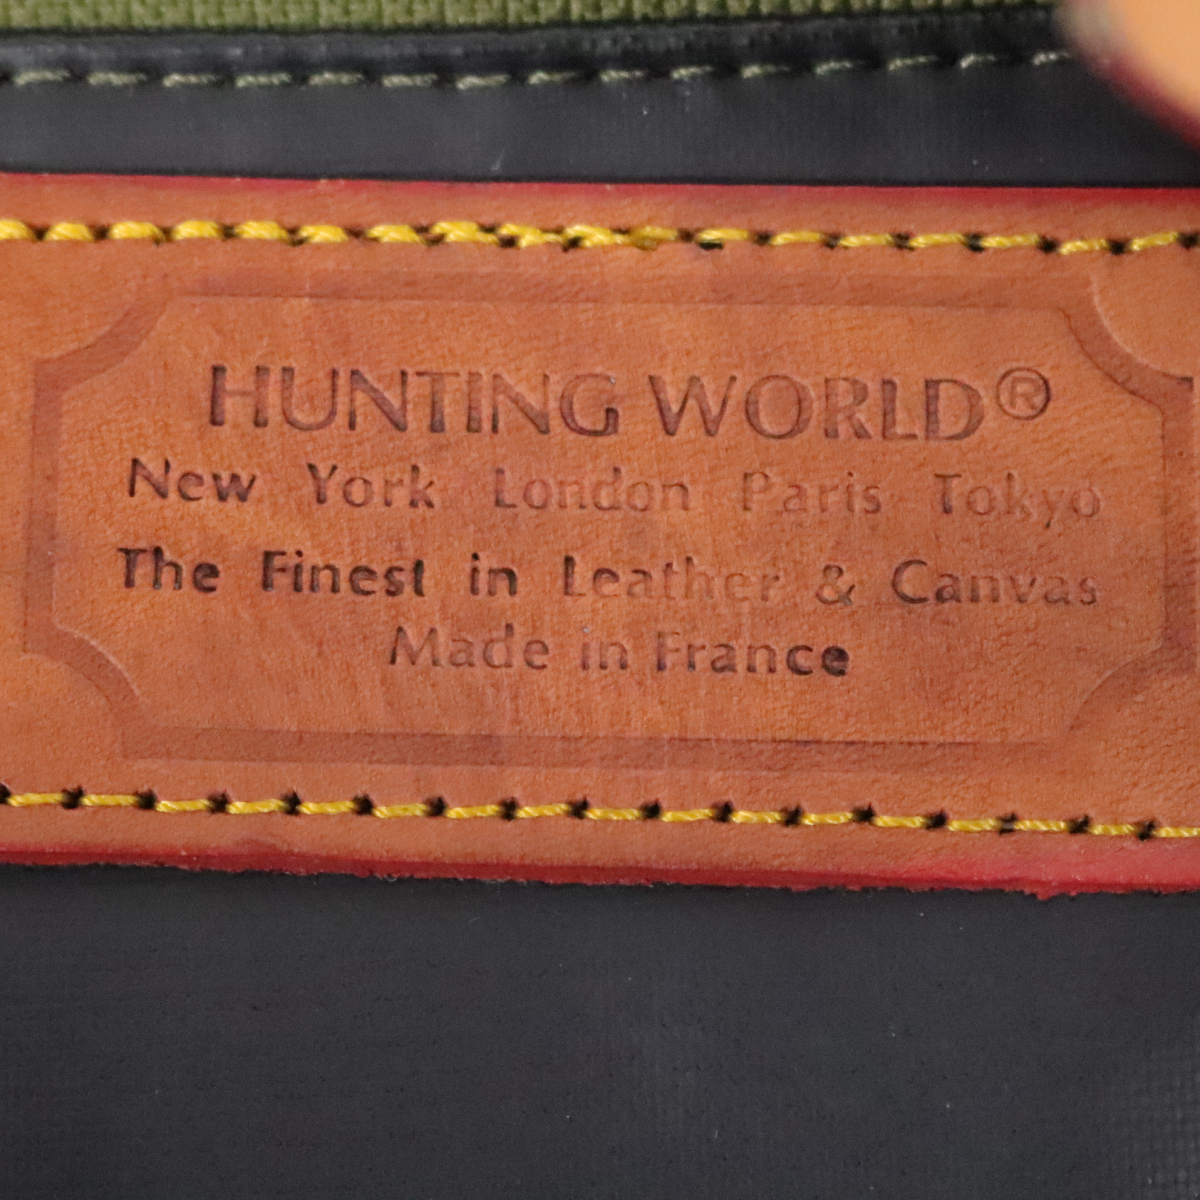 HUNTING WORLD®
New York London Paris Tokyo
The Finest in Leather & Canvas
Made in France